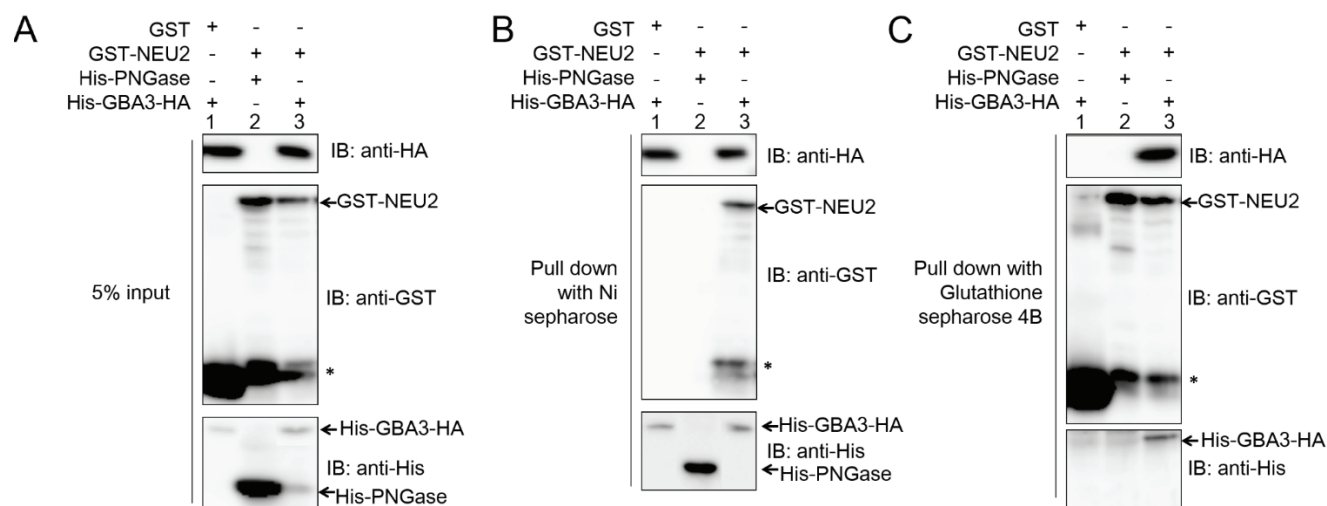 A
GST + - -
GST-NEU2 - + +
His-PNGase - + -
His-GBA3-HA + - +
1 2 3
IB: anti-HA
GST-NEU2
5% input
IB: anti-GST
*
His-GBA3-HA
IB: anti-His
His-PNGase
B
GST + - -
GST-NEU2 - + +
His-PNGase - + -
His-GBA3-HA + - +
1 2 3
IB: anti-HA
GST-NEU2
Pull down
with Ni
sepharose
IB: anti-GST
*
His-GBA3-HA
IB: anti-His
His-PNGase
C
GST + - -
GST-NEU2 - + +
His-PNGase - + -
His-GBA3-HA + - +
1 2 3
IB: anti-HA
GST-NEU2
Pull down with
Glutathione
sepharose 4B
IB: anti-GST
*
His-GBA3-HA
IB: anti-His